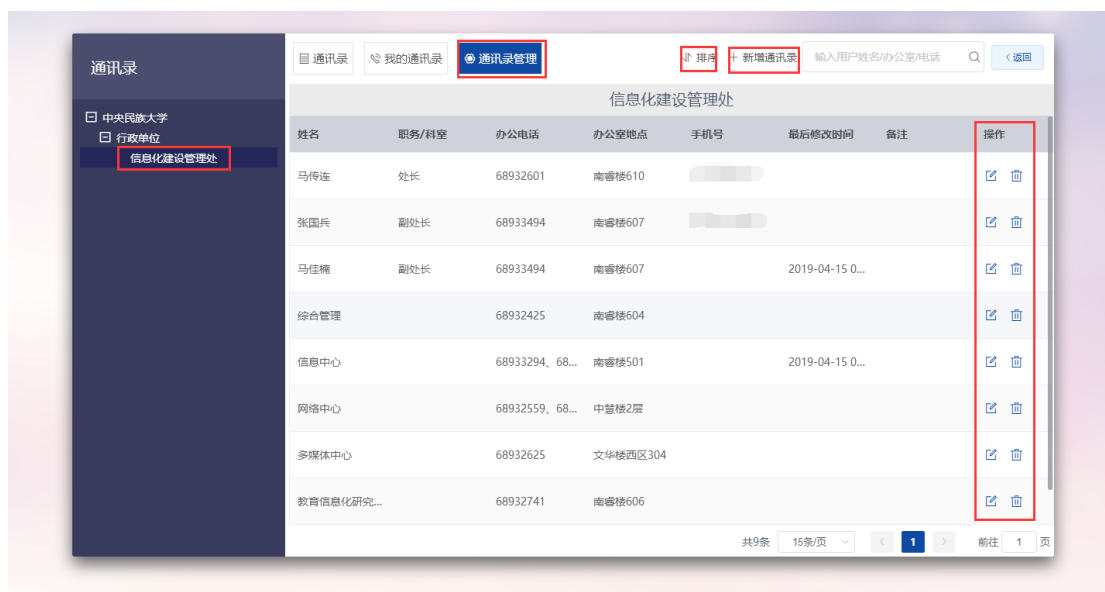 通讯录
中央民族大学
行政单位
信息化建设管理处
通讯录 我的通讯录 通讯录管理 排序 新增通讯录 输入用户姓名/办公室/电话 <返回
信息化建设管理处
姓名 职务/科室 办公电话 办公室地点 手机号 最后修改时间 备注 操作
马传连 处长 68932601 南睿楼610
张国兵 副处长 68933494 南睿楼607
马佳楠 副处长 68933494 南睿楼607 2019-04-15 0...
综合管理 68932425 南睿楼604
信息中心 68933294、68... 南睿楼501 2019-04-15 0...
网络中心 68932559、68... 中慧楼2层
多媒体中心 68932625 文华楼西区304
教育信息化研究... 68932741 南睿楼606
共9条 15条/页 < 1 > 前往 1 页